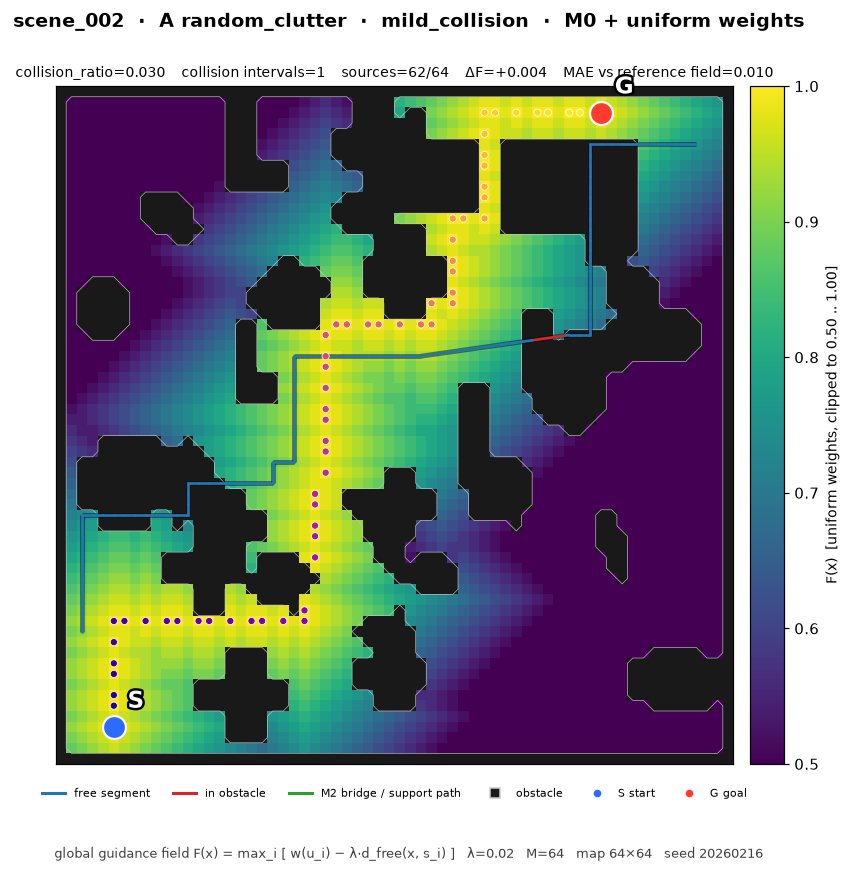 scene_002 · A random_clutter · mild_collision · M0 + uniform weights
collision_ratio=0.030 collision intervals=1 sources=62/64 ΔF=+0.004 MAE vs reference field=0.010
G
S
1.0
0.9
0.8
0.7
0.6
0.5
F(x) [uniform weights, clipped to 0.50 .. 1.00]
free segment
in obstacle
M2 bridge / support path
obstacle
S start
G goal
global guidance field F(x) = max_i [ w(u_i) − λ·d_free(x, s_i) ] λ=0.02 M=64 map 64×64 seed 20260216